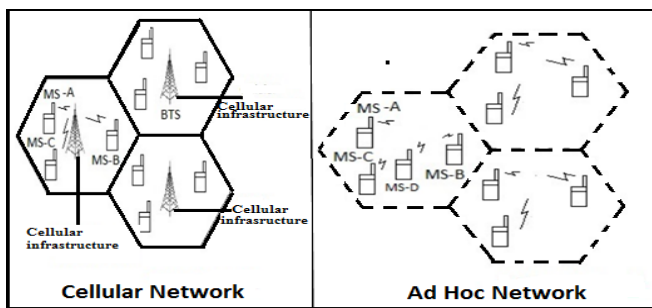 MS-A
MS-C
MS-B
BTS
Cellular
infrastructure
Cellular
infrasructure
Cellular
infrastructure
Cellular Network
MS-A
MS-C
MS-D
MS-B
Ad Hoc Network